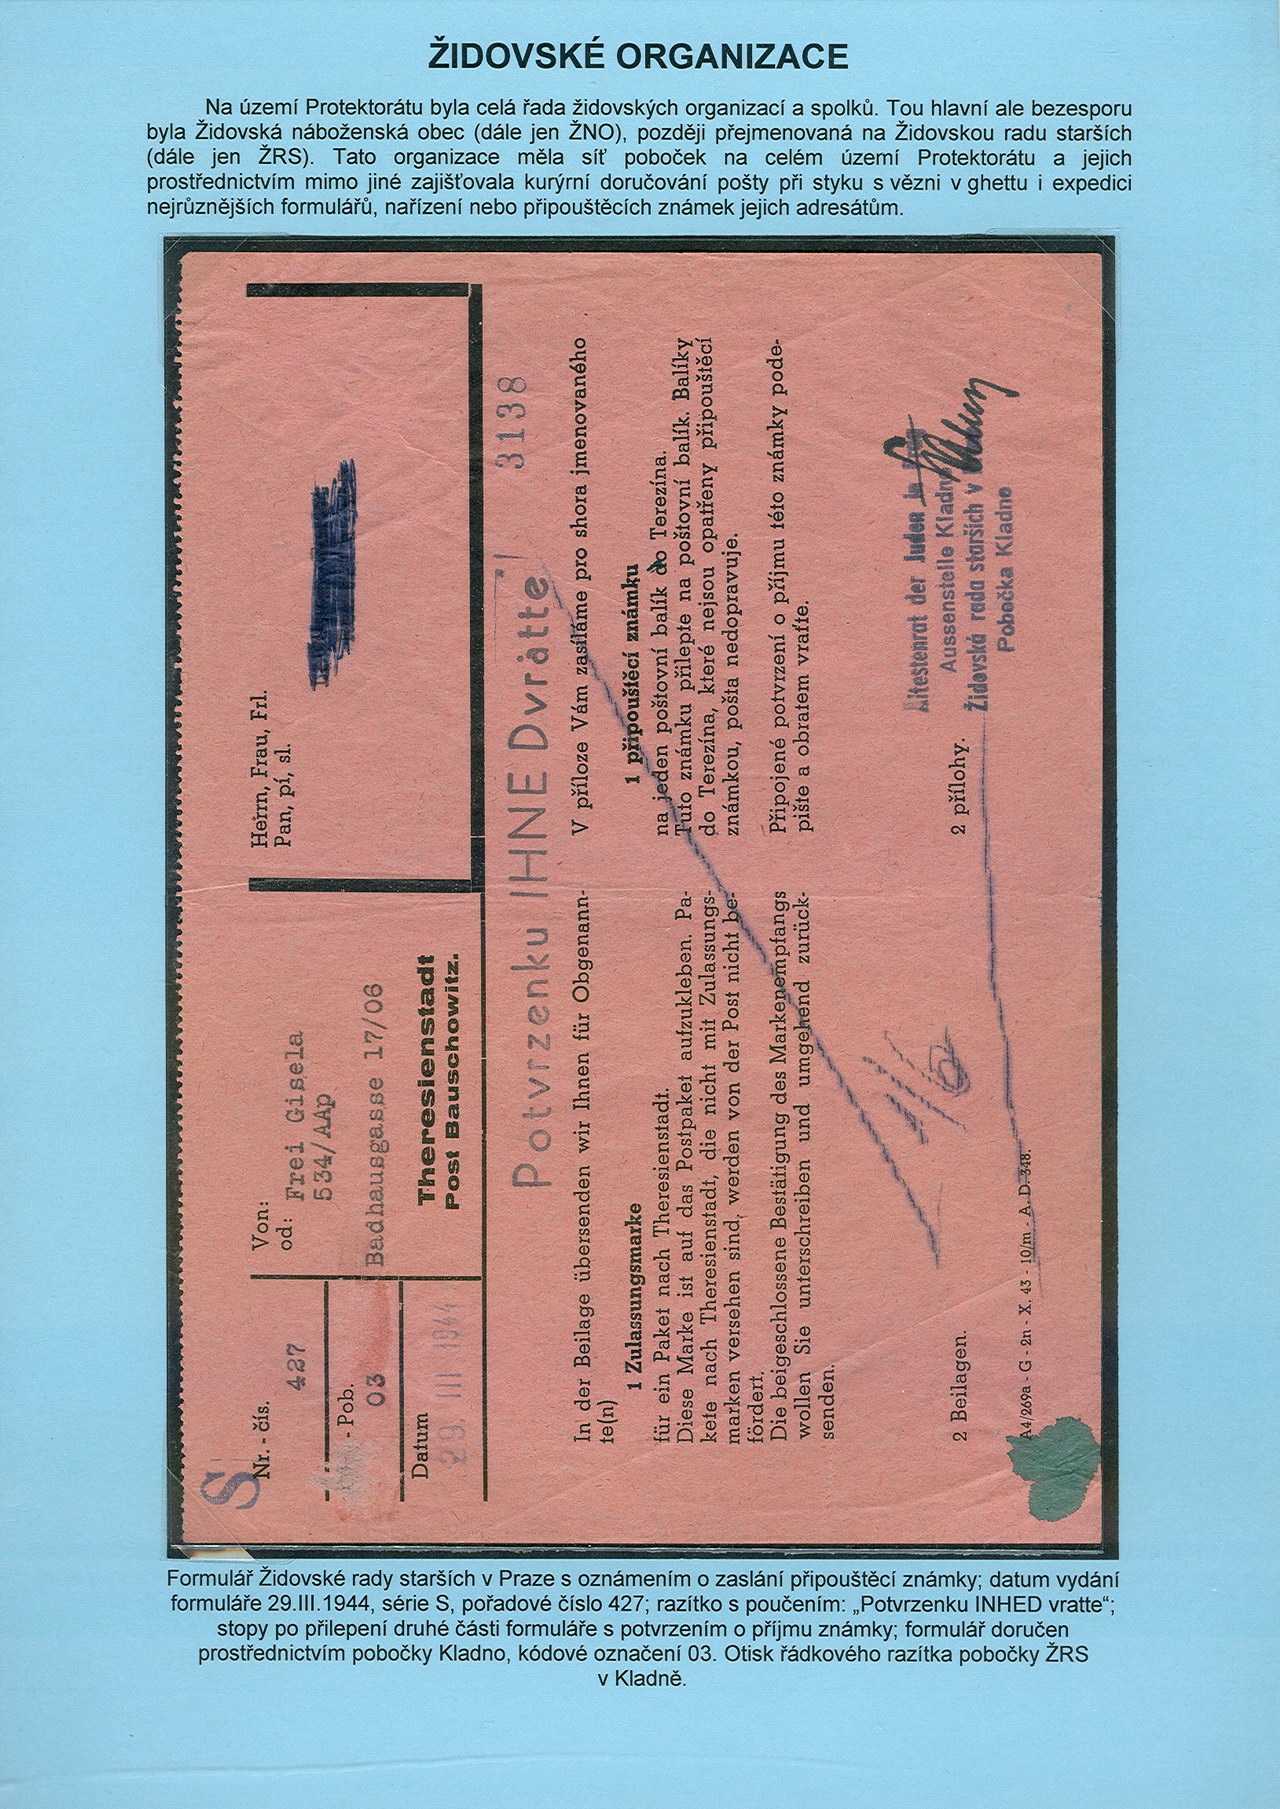 ŽIDOVSKÉ ORGANIZACE
Na území Protektorátu byla celá řada židovských organizací a spolků. Tou hlavní ale bezesporu
byla Židovská náboženská obec (dále jen ŽNO), později přejmenovaná na Židovskou radu starších
(dále jen ŽRS). Tato organizace měla síť poboček na celém území Protektorátu a jejich
prostřednictvím mimo jiné zajišťovala kurýrní doručování pošty při styku s vězni v ghettu i expedici
nejrůznějších formulářů, nařízení nebo připouštěcích známek jejich adresátům.
S
Nr. - čís.
427
- Pob.
03
Datum
29. III 1944
Von:
od:
Frei Gisela
534/AAp
Badhausgasse 17/06
Theresienstadt
Post Bauschowitz.
Herrn, Frau, Frl.
Pan, pí, sl.
Potvrzenku IHNED vratte!
3138
In der Beilage übersenden wir Ihnen für Obgenann-
te(n)
1 Zulassungsmarke
für ein Paket nach Theresienstadt.
Diese Marke ist auf das Postpaket aufzukleben. Pa-
kete nach Theresienstadt, die nicht mit Zulassungs-
marken versehen sind, werden von der Post nicht be-
fördert.
Die beigeschlossene Bestätigung des Markenempfangs
wollen Sie unterschreiben und umgehend zurück-
senden.
2 Beilagen.
V příloze Vám zasíláme pro shora jmenovaného
1 připouštěcí známku
na jeden poštovní balík do Terezína.
Tuto známku přilepte na poštovní balík. Balíky
do Terezína, které nejsou opatřeny připouštěcí
známkou, pošta nedopravuje.
Připojené potvrzení o příjmu této známky pode-
pište a obratem vraťte.
2 přílohy.
Ältestenrat der Juden in
Aussenstelle Kladno
Židovská rada starších v
Pobočka Kladno
A4/269a - G - 2n - X. 43 - 10/m - A. D. 348.
Formulář Židovské rady starších v Praze s oznámením o zaslání připouštěcí známky; datum vydání
formuláře 29.III.1944, série S, pořadové číslo 427; razítko s poučením: „Potvrzenku INHED vratte“;
stopy po přilepení druhé části formuláře s potvrzením o příjmu známky; formulář doručen
prostřednictvím pobočky Kladno, kódové označení 03. Otisk řádkového razítka pobočky ŽRS
v Kladně.